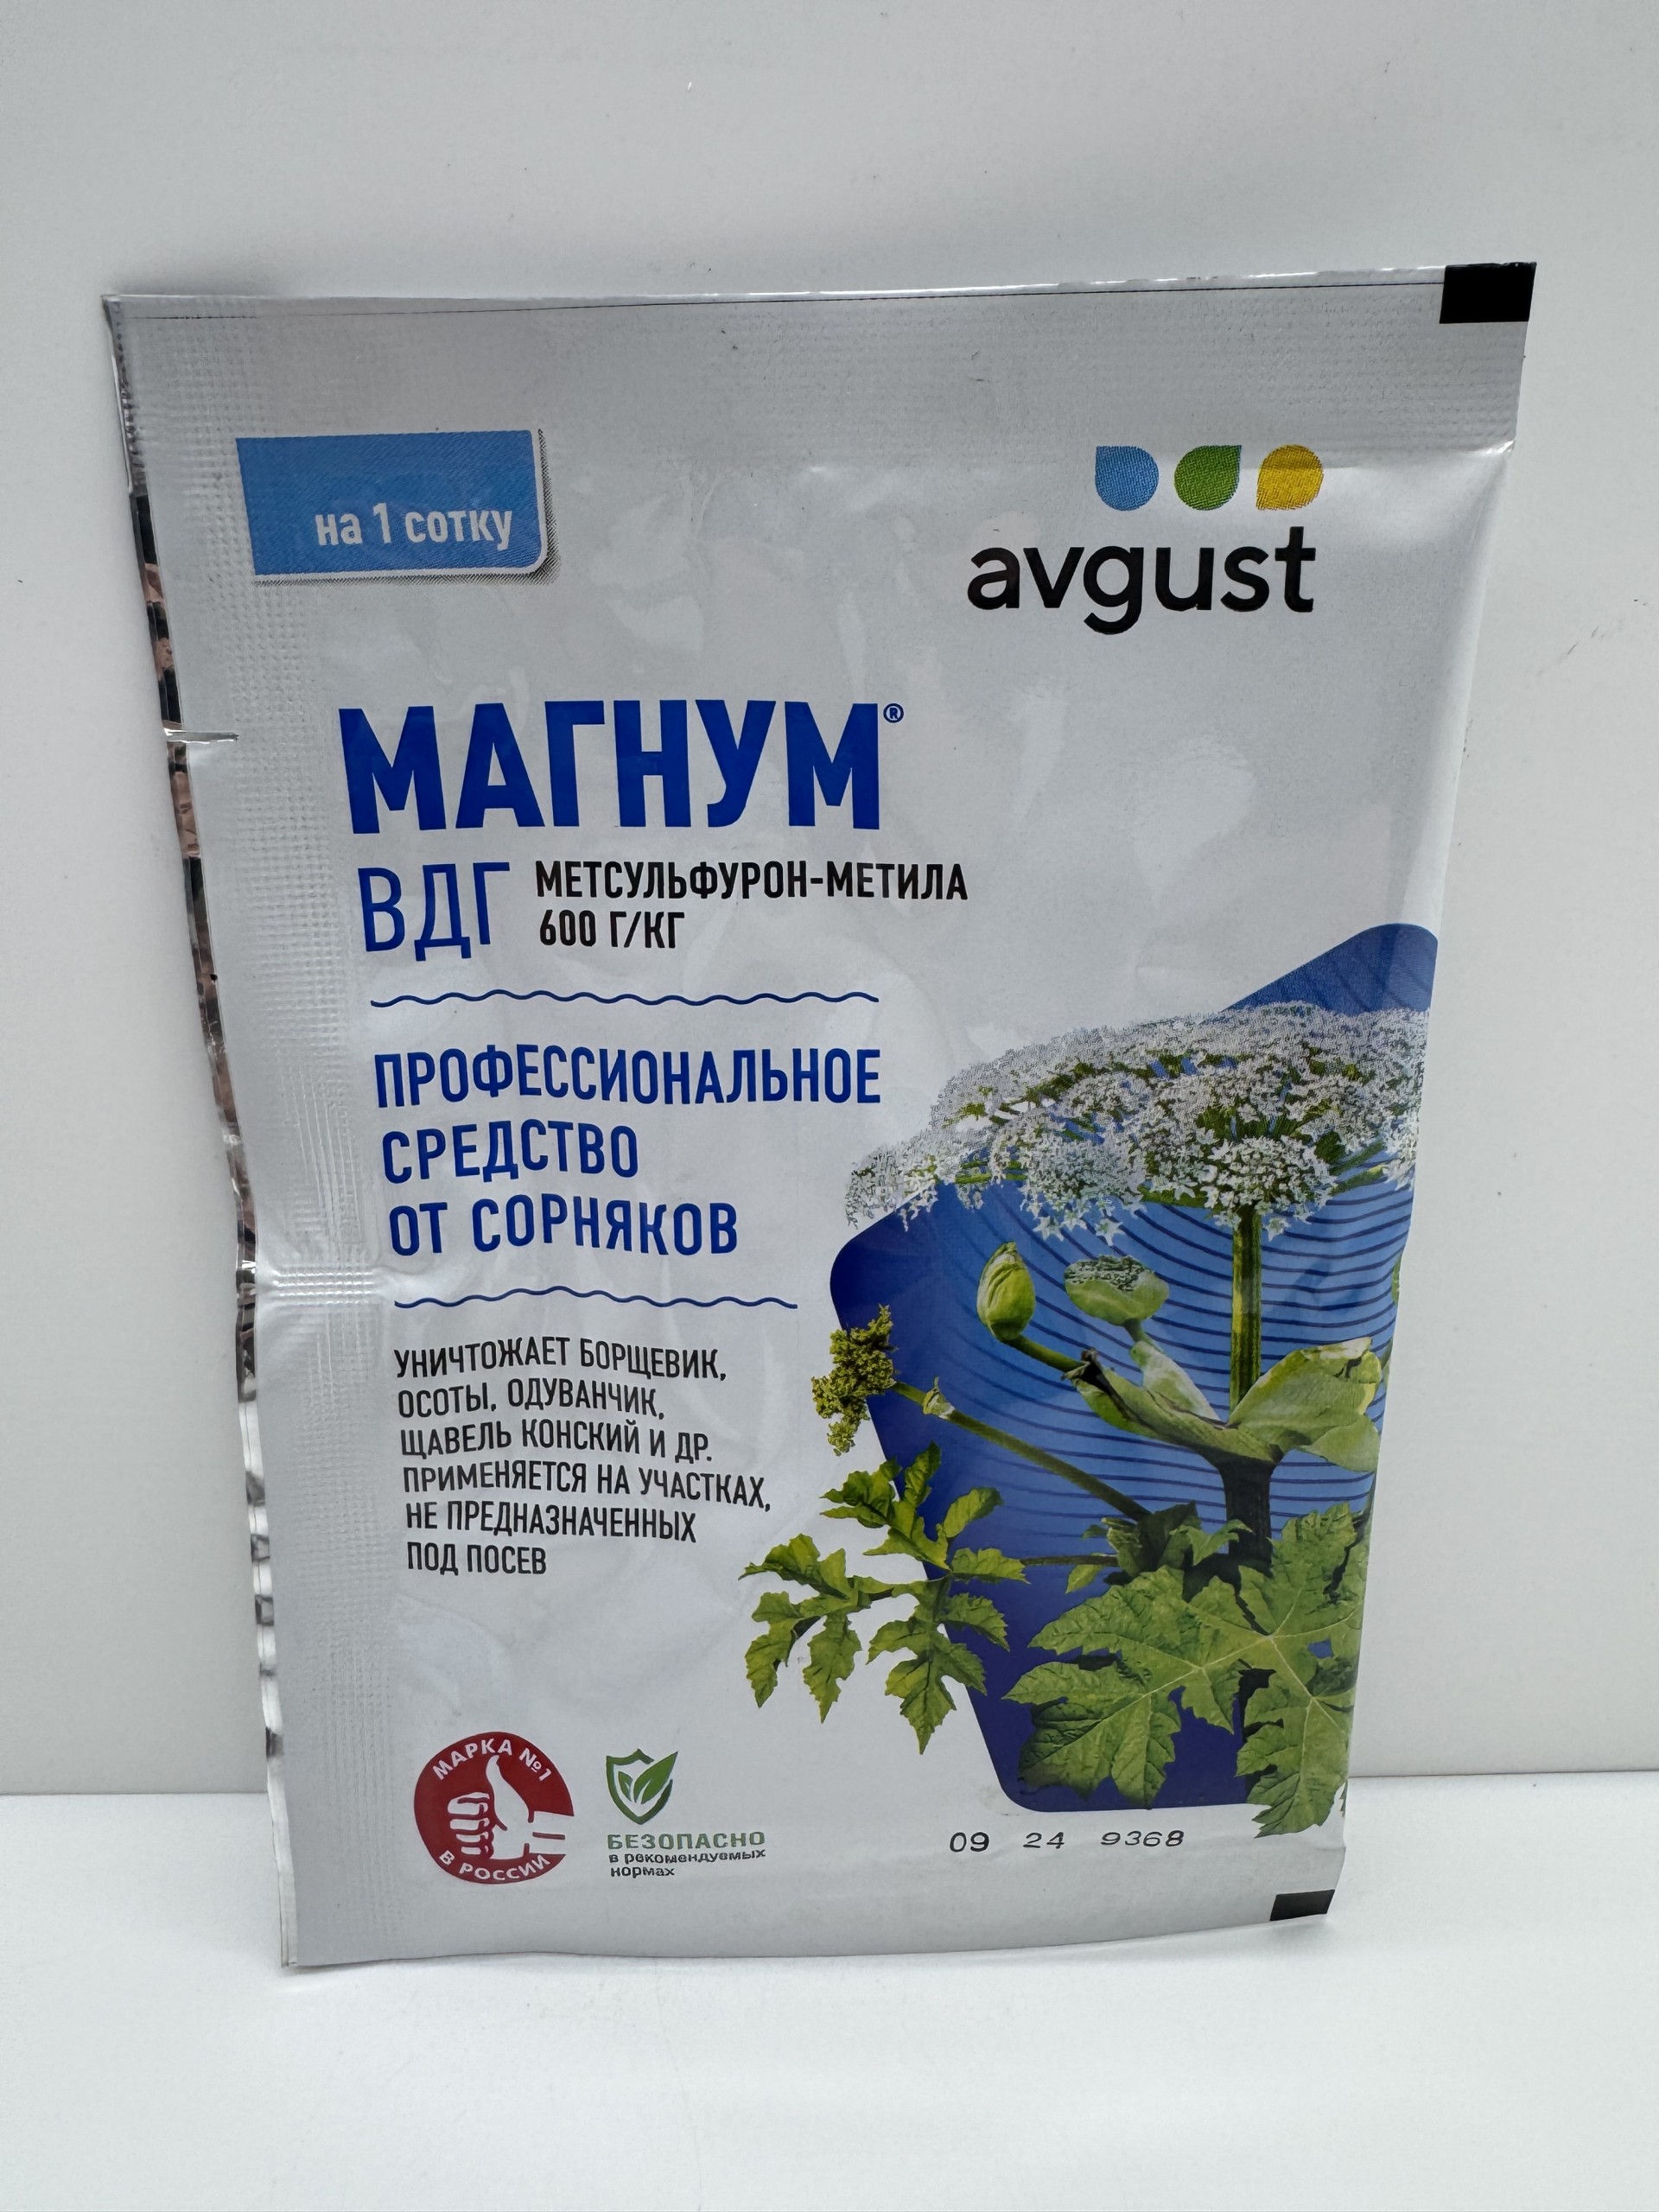 на 1 сотку
avgust
МАГНУМ®
ВДГ МЕТСУЛЬФУРОН-МЕТИЛА
600 Г/КГ
ПРОФЕССИОНАЛЬНОЕ
СРЕДСТВО
ОТ СОРНЯКОВ
УНИЧТОЖАЕТ БОРЩЕВИК,
ОСОТЫ, ОДУВАНЧИК,
ЩАВЕЛЬ КОНСКИЙ И ДР.
ПРИМЕНЯЕТСЯ НА УЧАСТКАХ,
НЕ ПРЕДНАЗНАЧЕННЫХ
ПОД ПОСЕВ
МАРКА №1
В РОССИИ
БЕЗОПАСНО
в рекомендуемых
нормах
09 24 9368